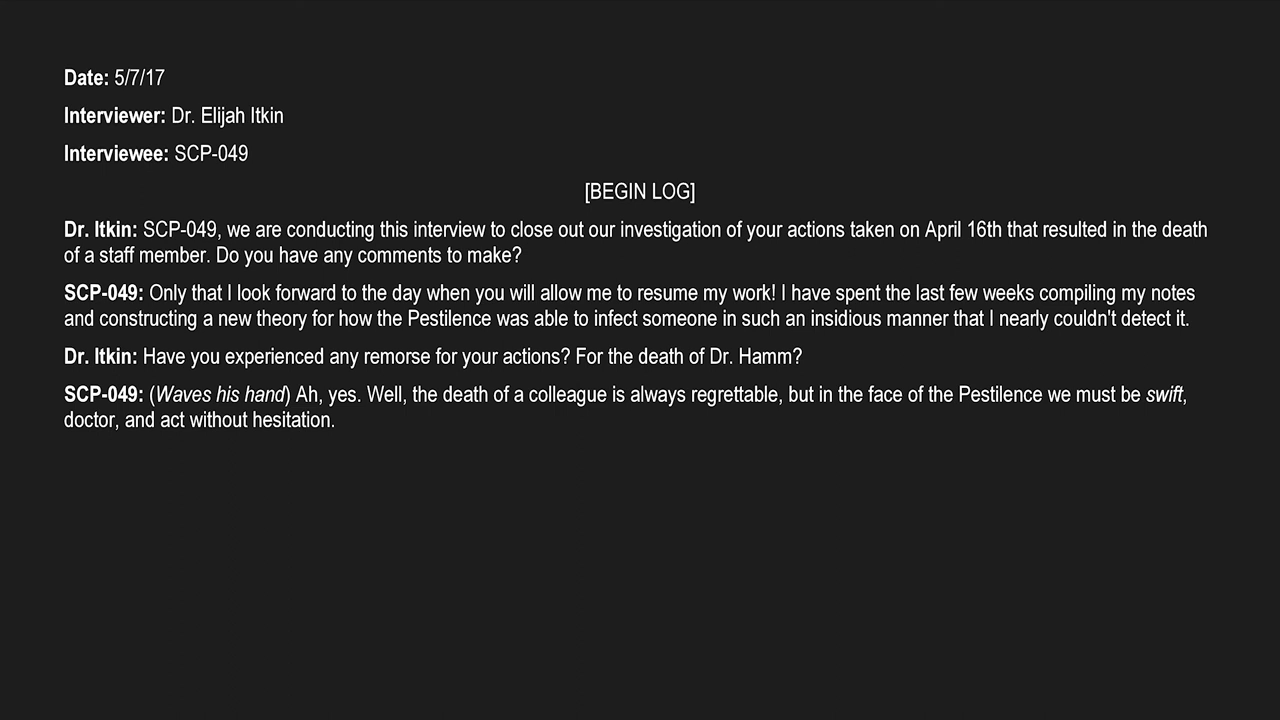 Date: 5/7/17
Interviewer: Dr. Elijah Itkin
Interviewee: SCP-049
[BEGIN LOG]
Dr. Itkin: SCP-049, we are conducting this interview to close out our investigation of your actions taken on April 16th that resulted in the death
of a staff member. Do you have any comments to make?
SCP-049: Only that I look forward to the day when you will allow me to resume my work! I have spent the last few weeks compiling my notes
and constructing a new theory for how the Pestilence was able to infect someone in such an insidious manner that I nearly couldn't detect it.
Dr. Itkin: Have you experienced any remorse for your actions? For the death of Dr. Hamm?
SCP-049: (Waves his hand) Ah, yes. Well, the death of a colleague is always regrettable, but in the face of the Pestilence we must be swift,
doctor, and act without hesitation.